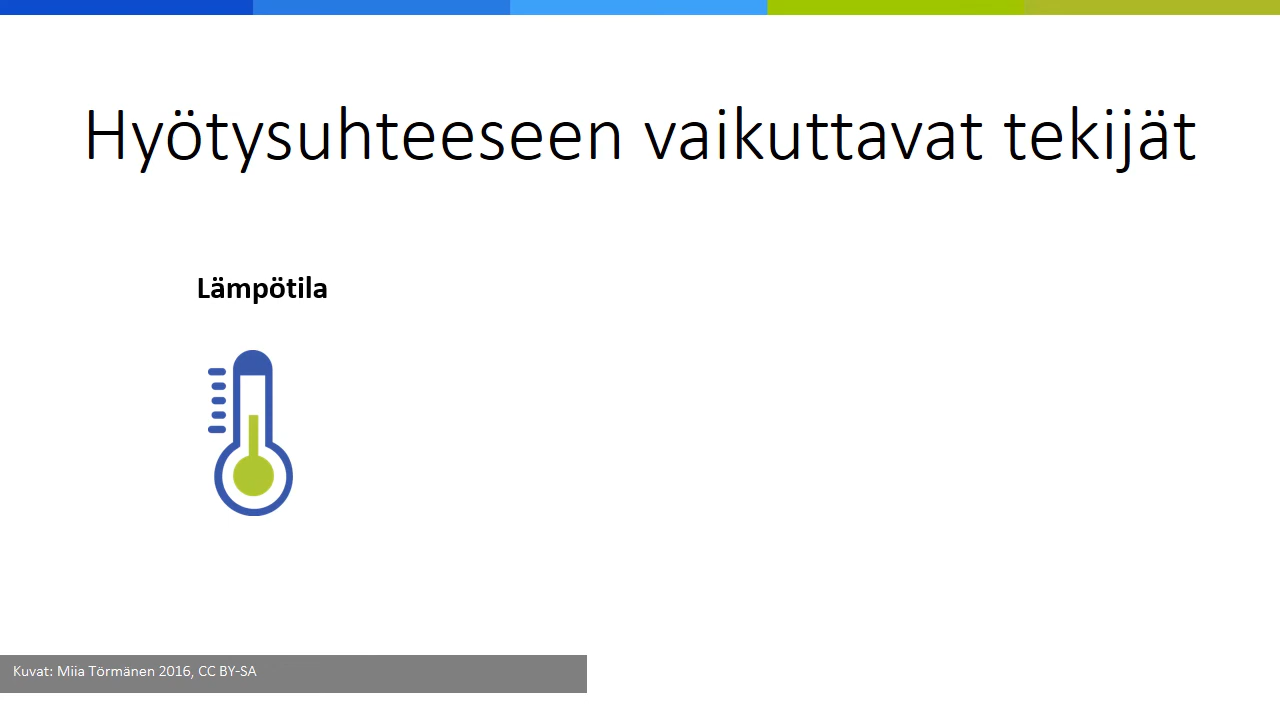 Hyötysuhteeseen vaikuttavat tekijät
Lämpötila
Kuvat: Miia Törmänen 2016, CC BY-SA